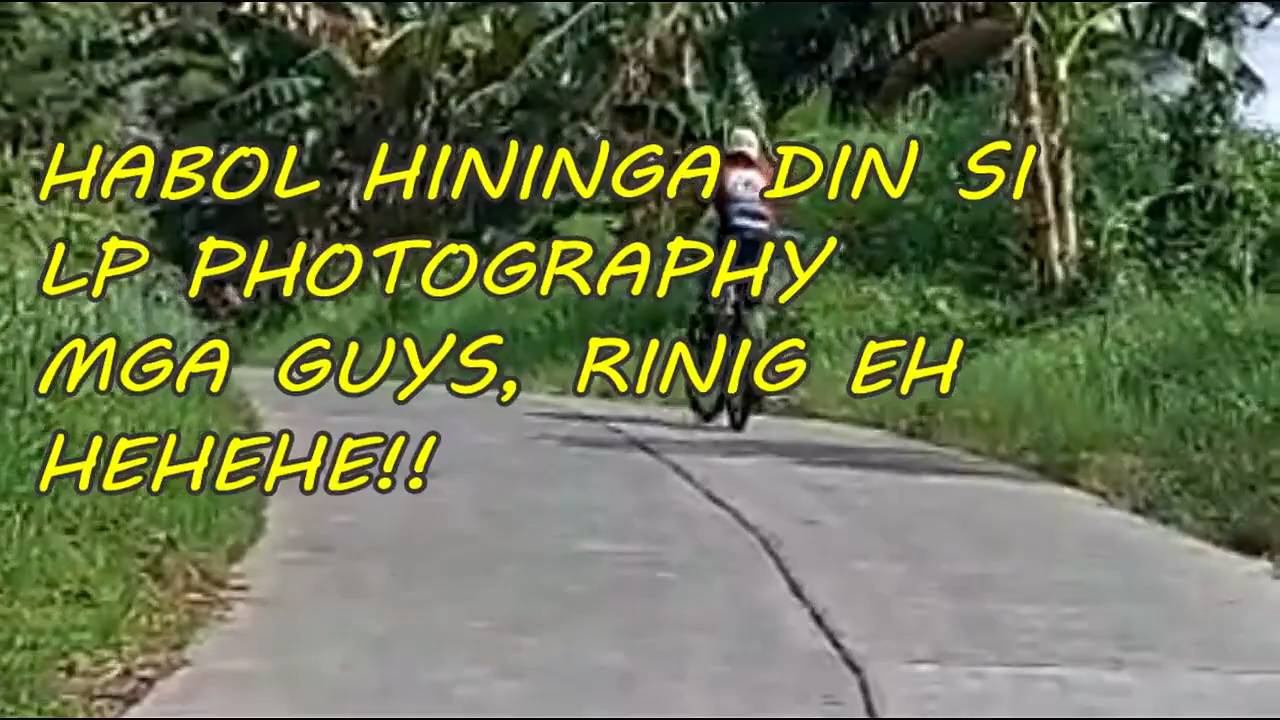 HABOL HININGA DIN SI
LP PHOTOGRAPHY
MGA GUYS, RINIG EH
HEHEHE!!